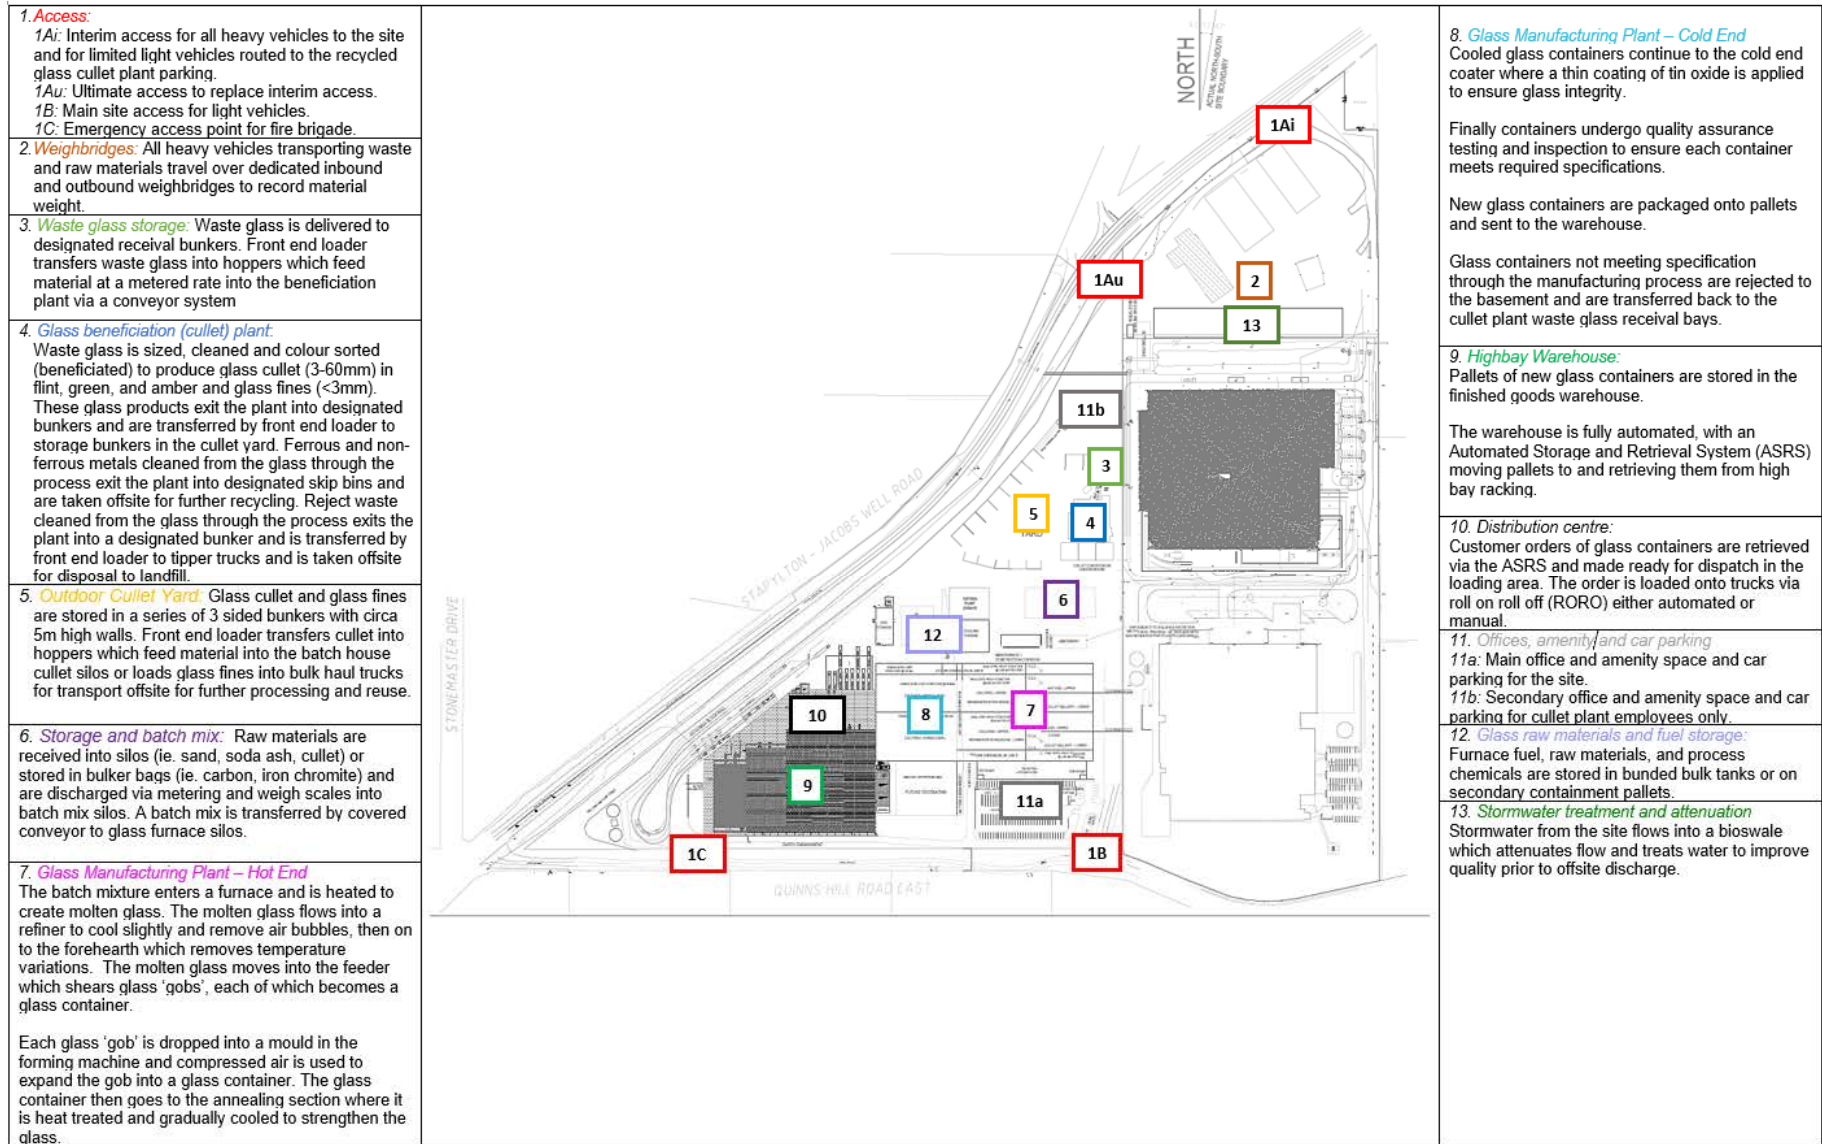 1. Access:
1Ai: Interim access for all heavy vehicles to the site
and for limited light vehicles routed to the recycled
glass cullet plant parking.
1Au: Ultimate access to replace interim access.
1B: Main site access for light vehicles.
1C: Emergency access point for fire brigade.
2. Weighbridges: All heavy vehicles transporting waste
and raw materials travel over dedicated inbound
and outbound weighbridges to record material
weight.
3. Waste glass storage: Waste glass is delivered to
designated receival bunkers. Front end loader
transfers waste glass into hoppers which feed
material at a metered rate into the beneficiation
plant via a conveyor system
4. Glass beneficiation (cullet) plant:
Waste glass is sized, cleaned and colour sorted
(beneficiated) to produce glass cullet (3-60mm) in
flint, green, and amber and glass fines (<3mm).
These glass products exit the plant into designated
bunkers and are transferred by front end loader to
storage bunkers in the cullet yard. Ferrous and non-
ferrous metals cleaned from the glass through the
process exit the plant into designated skip bins and
are taken offsite for further recycling. Reject waste
cleaned from the glass through the process exits the
plant into a designated bunker and is transferred by
front end loader to tipper trucks and is taken offsite
for disposal to landfill.
5. Outdoor Cullet Yard: Glass cullet and glass fines
are stored in a series of 3 sided bunkers with circa
5m high walls. Front end loader transfers cullet into
hoppers which feed material into the batch house
cullet silos or loads glass fines into bulk haul trucks
for transport offsite for further processing and reuse.
6. Storage and batch mix: Raw materials are
received into silos (ie. sand, soda ash, cullet) or
stored in bulker bags (ie. carbon, iron chromite) and
are discharged via metering and weigh scales into
batch mix silos. A batch mix is transferred by covered
conveyor to glass furnace silos.
7. Glass Manufacturing Plant – Hot End
The batch mixture enters a furnace and is heated to
create molten glass. The molten glass flows into a
refiner to cool slightly and remove air bubbles, then on
to the forehearth which removes temperature
variations. The molten glass moves into the feeder
which shears glass ‘gobs’, each of which becomes a
glass container.
Each glass ‘gob’ is dropped into a mould in the
forming machine and compressed air is used to
expand the gob into a glass container. The glass
container then goes to the annealing section where it
is heat treated and gradually cooled to strengthen the
glass.
NORTH
ACTUAL NORTH-SOUTH
SITE BOUNDARY
1Ai
1Au
2
13
11b
3
5
4
YARD
STAPYLTON - JACOBS WELL ROAD
6
12
STONEMASTER DRIVE
10
8
7
9
11a
1C
1B
QUINNS HILL ROAD EAST
8. Glass Manufacturing Plant – Cold End
Cooled glass containers continue to the cold end
coater where a thin coating of tin oxide is applied
to ensure glass integrity.
Finally containers undergo quality assurance
testing and inspection to ensure each container
meets required specifications.
New glass containers are packaged onto pallets
and sent to the warehouse.
Glass containers not meeting specification
through the manufacturing process are rejected to
the basement and are transferred back to the
cullet plant waste glass receival bays.
9. Highbay Warehouse:
Pallets of new glass containers are stored in the
finished goods warehouse.
The warehouse is fully automated, with an
Automated Storage and Retrieval System (ASRS)
moving pallets to and retrieving them from high
bay racking.
10. Distribution centre:
Customer orders of glass containers are retrieved
via the ASRS and made ready for dispatch in the
loading area. The order is loaded onto trucks via
roll on roll off (RORO) either automated or
manual.
11. Offices, amenity and car parking
11a: Main office and amenity space and car
parking for the site.
11b: Secondary office and amenity space and car
parking for cullet plant employees only.
12. Glass raw materials and fuel storage:
Furnace fuel, raw materials, and process
chemicals are stored in bunded bulk tanks or on
secondary containment pallets.
13. Stormwater treatment and attenuation
Stormwater from the site flows into a bioswale
which attenuates flow and treats water to improve
quality prior to offsite discharge.